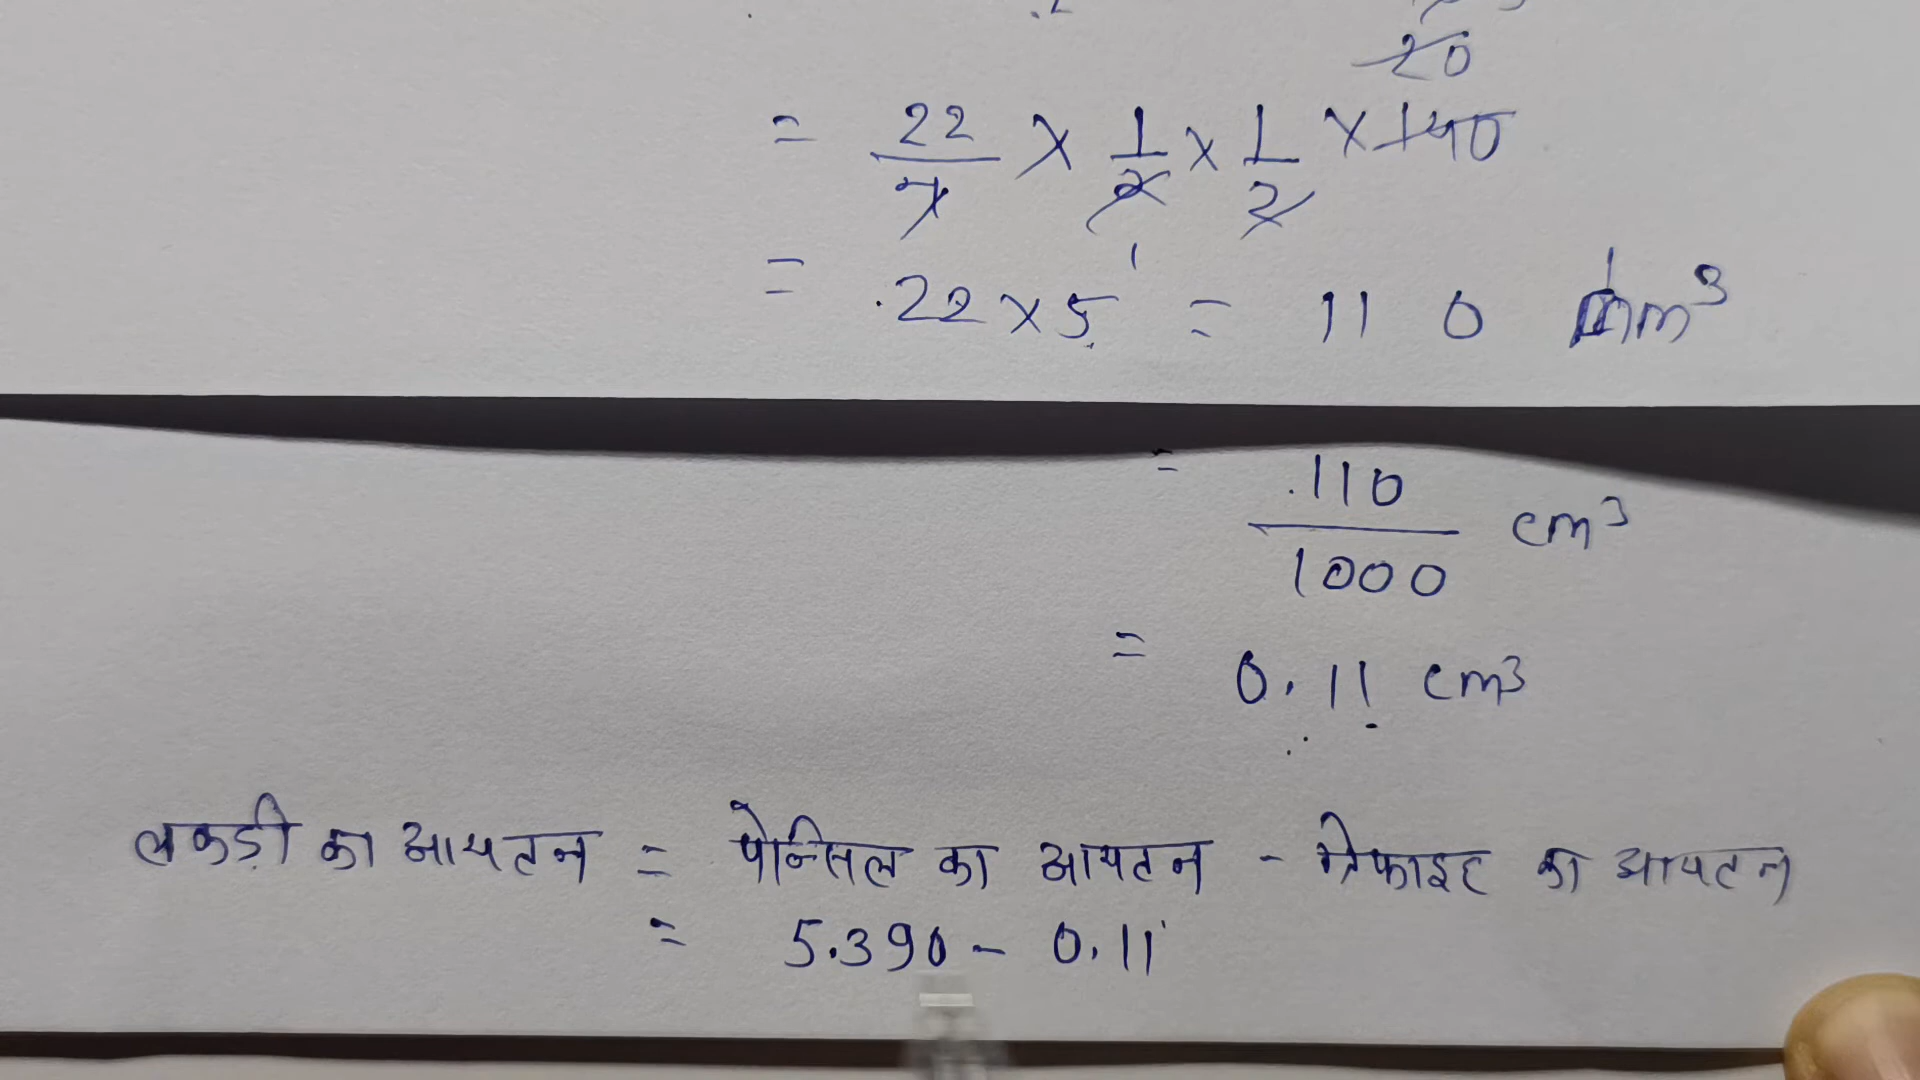 20
= 22/7 × 1/2 × 1/2 × 140
= .22 × 5 = 110 mm³
= .110/1000 cm³
= 0.11 cm³
लकड़ी का आयतन = पेन्सिल का आयतन - ग्रेफाइट का आयतन
= 5.390 - 0.11